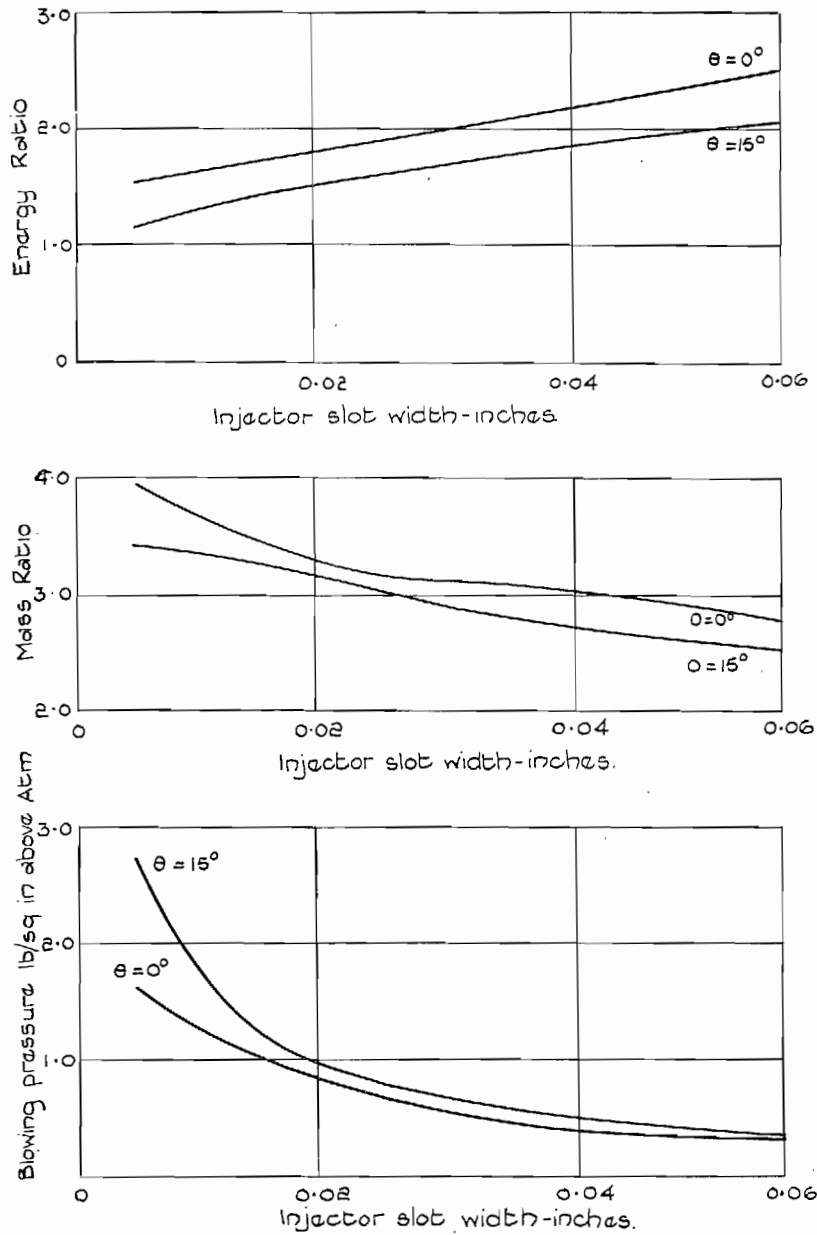 3.0
2.0
1.0
0
Energy Ratio
θ = 0°
θ = 15°
0.02
0.04
0.06
Injector slot width-inches
4.0
3.0
2.0
Mass Ratio
0=0°
0=15°
0
0.02
0.04
0.06
Injector slot width-inches.
3.0
2.0
1.0
Blowing pressure lb/sq in above Atm
θ = 15°
θ = 0°
0
0.02
0.04
0.06
Injector slot width-inches.